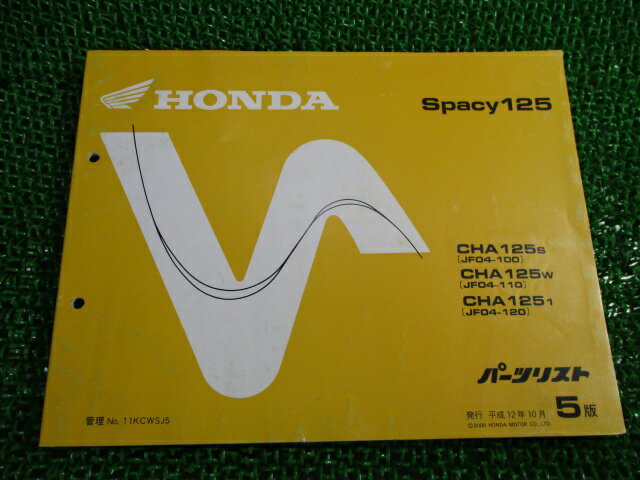 HONDA
Spacy125
CHA125s
[JF04-100]
CHA125w
[JF04-110]
CHA1251
[JF04-120]
パーツリスト
発行 平成12年10月 5版
©2000 HONDA MOTOR CO., LTD.
管理 No. 11KCWSJ5